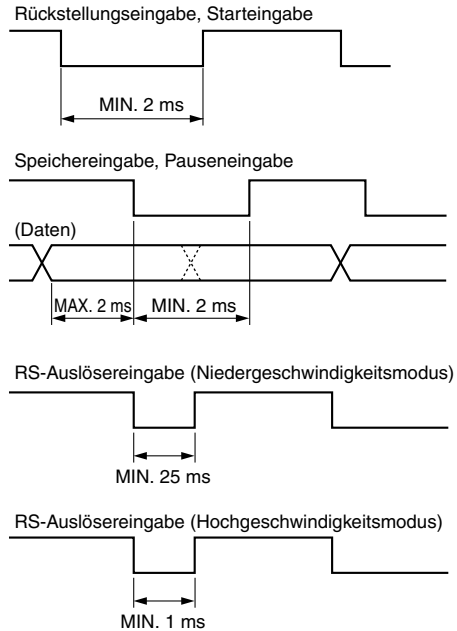 Rückstellungseingabe, Starteingabe
MIN. 2 ms
Speichereingabe, Pauseneingabe
(Daten)
MAX. 2 ms MIN. 2 ms
RS-Auslösereingabe (Niedergeschwindigkeitsmodus)
MIN. 25 ms
RS-Auslösereingabe (Hochgeschwindigkeitsmodus)
MIN. 1 ms